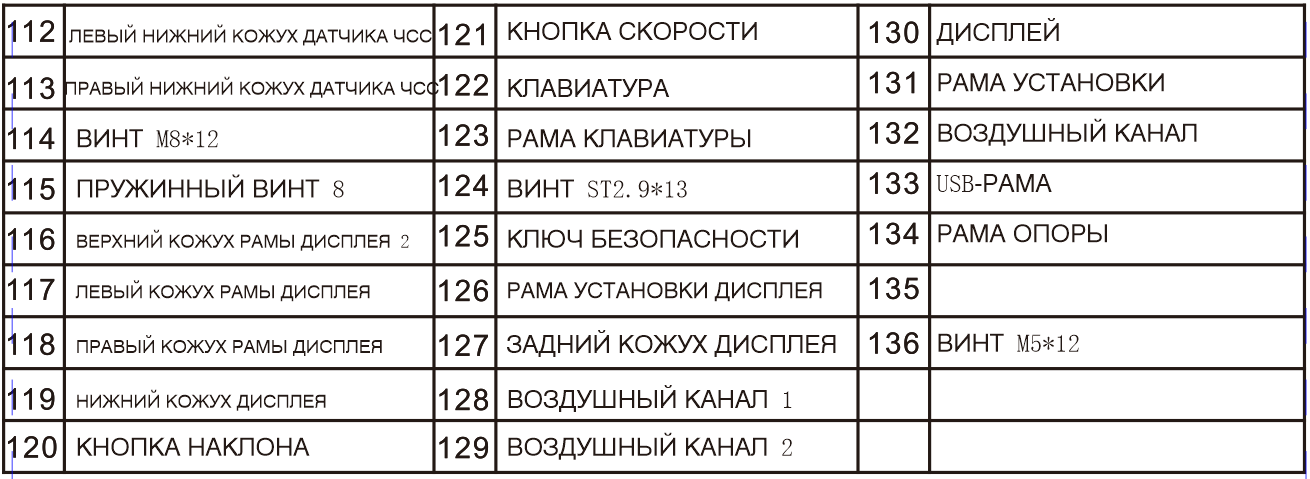 112 ЛЕВЫЙ НИЖНИЙ КОЖУХ ДАТЧИКА ЧСС 121 КНОПКА СКОРОСТИ 130 ДИСПЛЕЙ
113 ПРАВЫЙ НИЖНИЙ КОЖУХ ДАТЧИКА ЧСС 122 КЛАВИАТУРА 131 РАМА УСТАНОВКИ
114 ВИНТ M8*12 123 РАМА КЛАВИАТУРЫ 132 ВОЗДУШНЫЙ КАНАЛ
115 ПРУЖИННЫЙ ВИНТ 8 124 ВИНТ ST2.9*13 133 USB-РАМА
116 ВЕРХНИЙ КОЖУХ РАМЫ ДИСПЛЕЯ 2 125 КЛЮЧ БЕЗОПАСНОСТИ 134 РАМА ОПОРЫ
117 ЛЕВЫЙ КОЖУХ РАМЫ ДИСПЛЕЯ 126 РАМА УСТАНОВКИ ДИСПЛЕЯ 135
118 ПРАВЫЙ КОЖУХ РАМЫ ДИСПЛЕЯ 127 ЗАДНИЙ КОЖУХ ДИСПЛЕЯ 136 ВИНТ M5*12
119 НИЖНИЙ КОЖУХ ДИСПЛЕЯ 128 ВОЗДУШНЫЙ КАНАЛ 1
120 КНОПКА НАКЛОНА 129 ВОЗДУШНЫЙ КАНАЛ 2